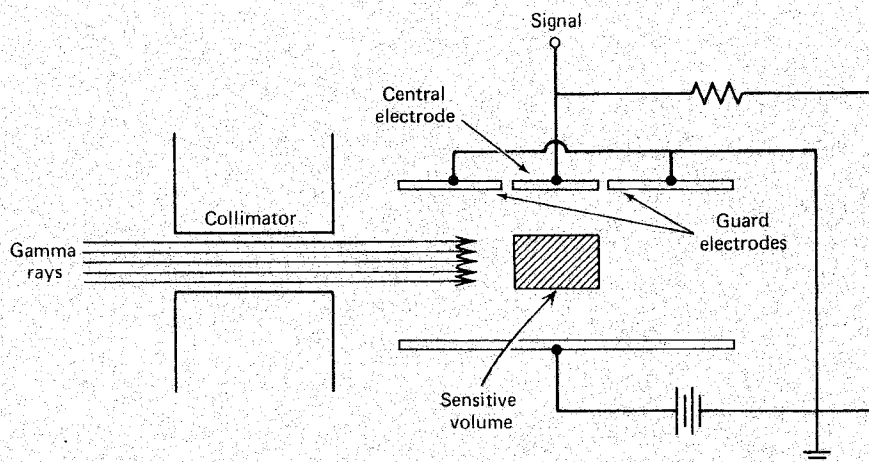 Signal
Central
electrode
Collimator
Gamma
rays
Guard
electrodes
Sensitive
volume